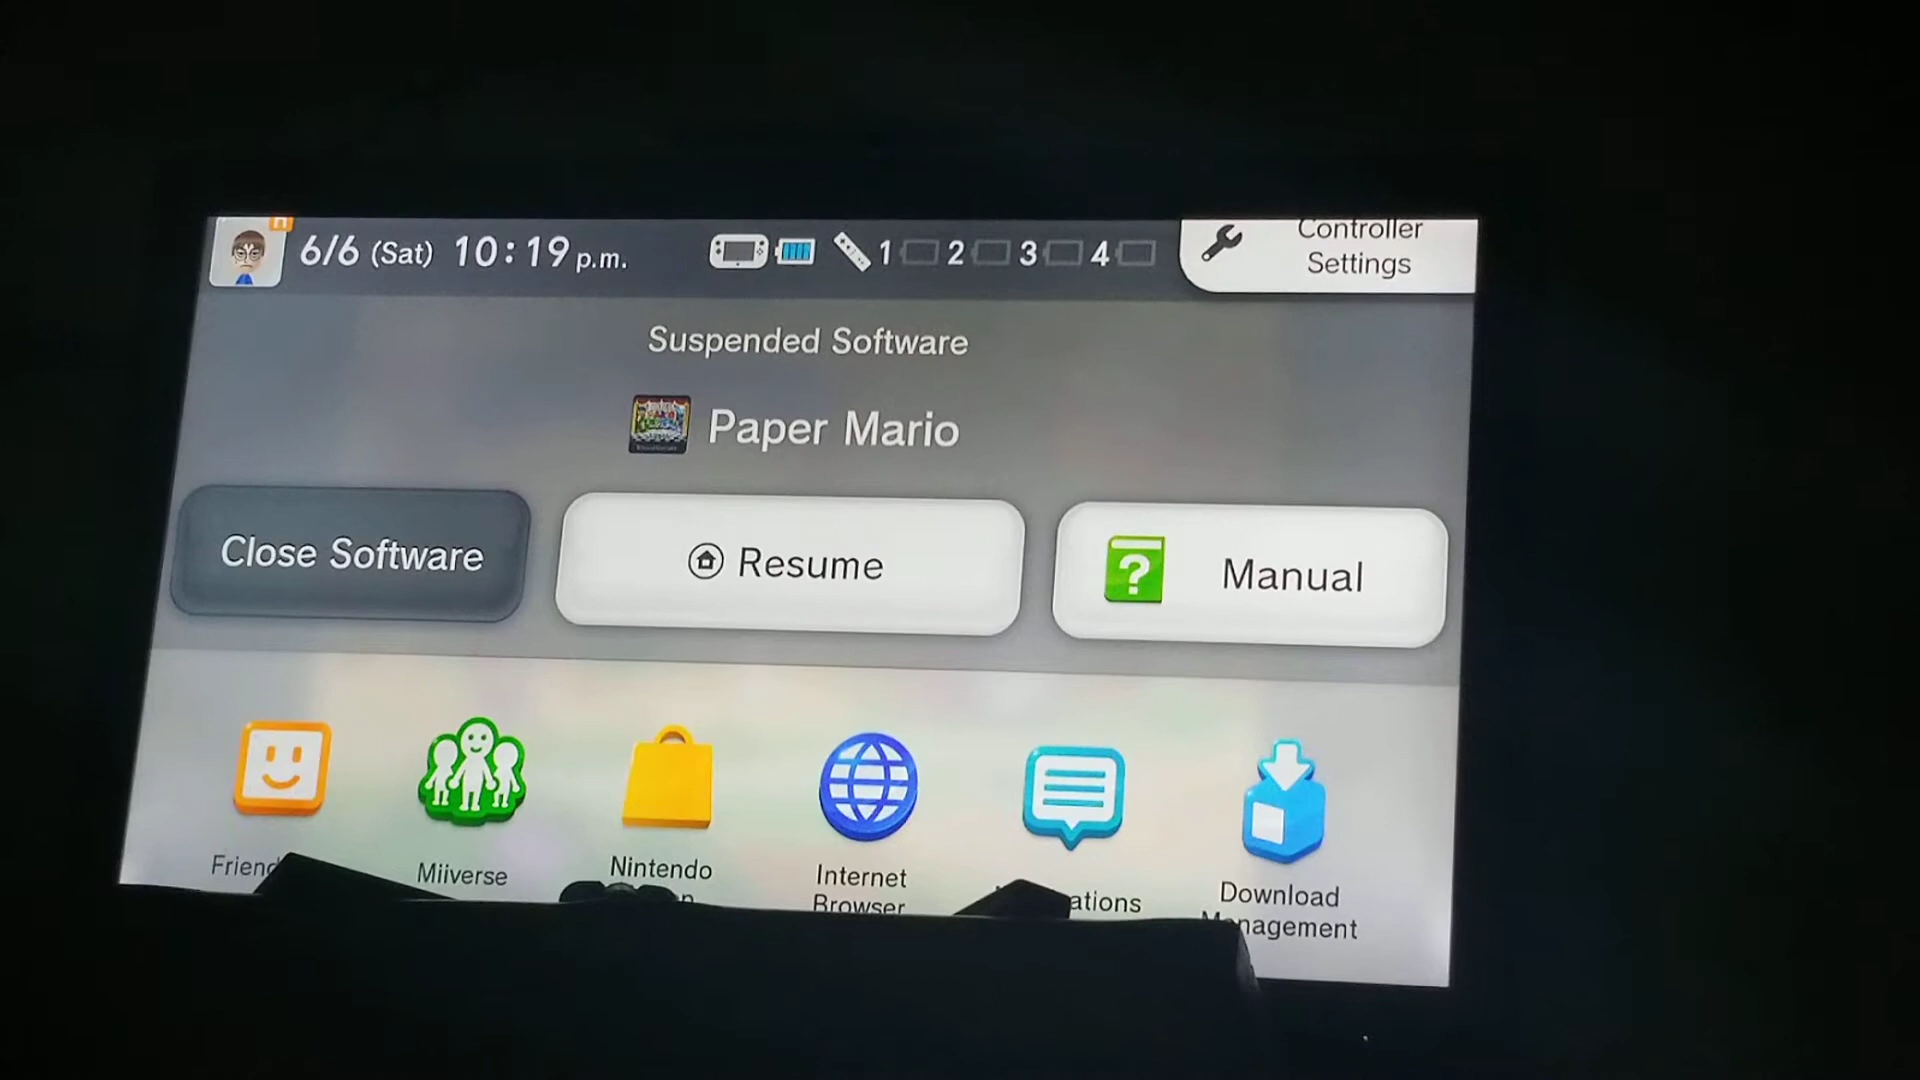 6/6 (Sat) 10:19 p.m.
1 2 3 4
Controller
Settings
Suspended Software
Paper Mario
Close Software
Resume
? Manual
Miiverse
Nintendo
Internet
Browser
Download